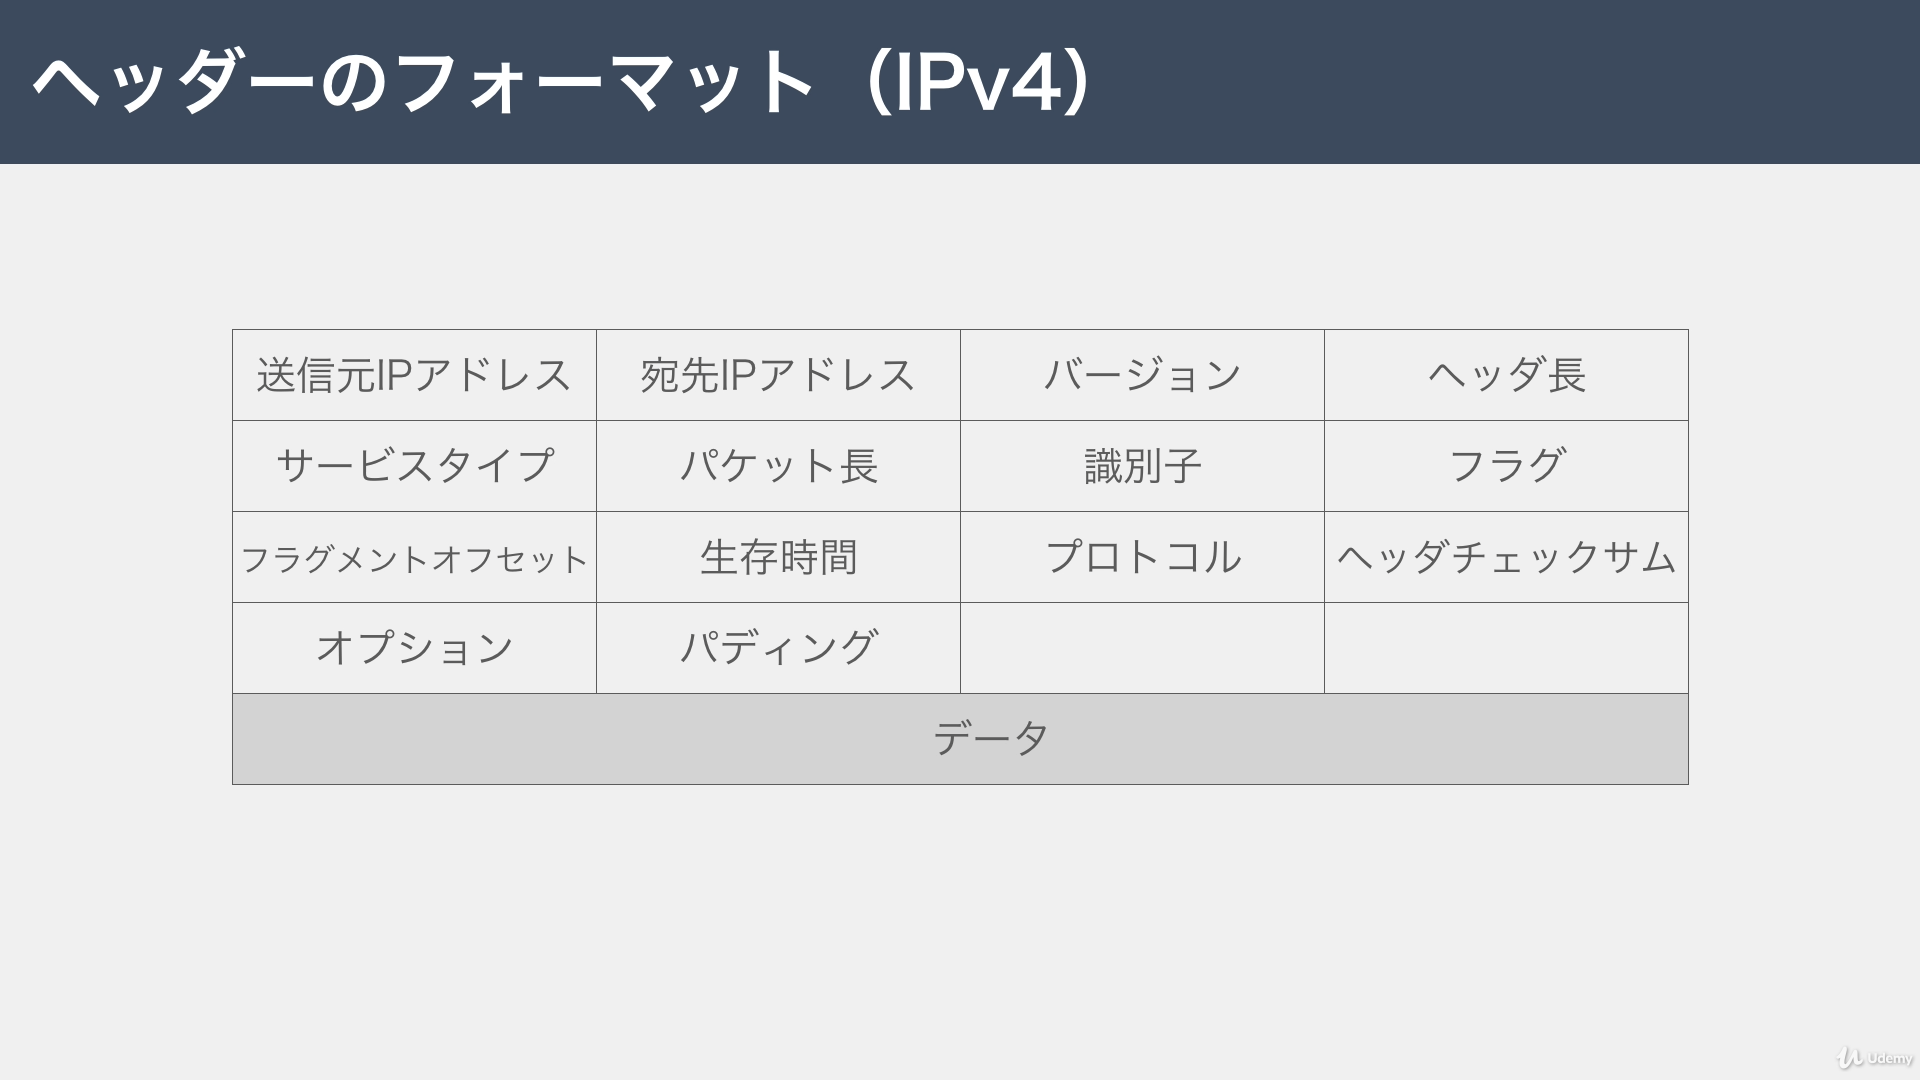 ヘッダーのフォーマット（IPv4）
送信元IPアドレス 宛先IPアドレス バージョン ヘッダ長
サービスタイプ パケット長 識別子 フラグ
フラグメントオフセット 生存時間 プロトコル ヘッダチェックサム
オプション パディング
データ
Udemy